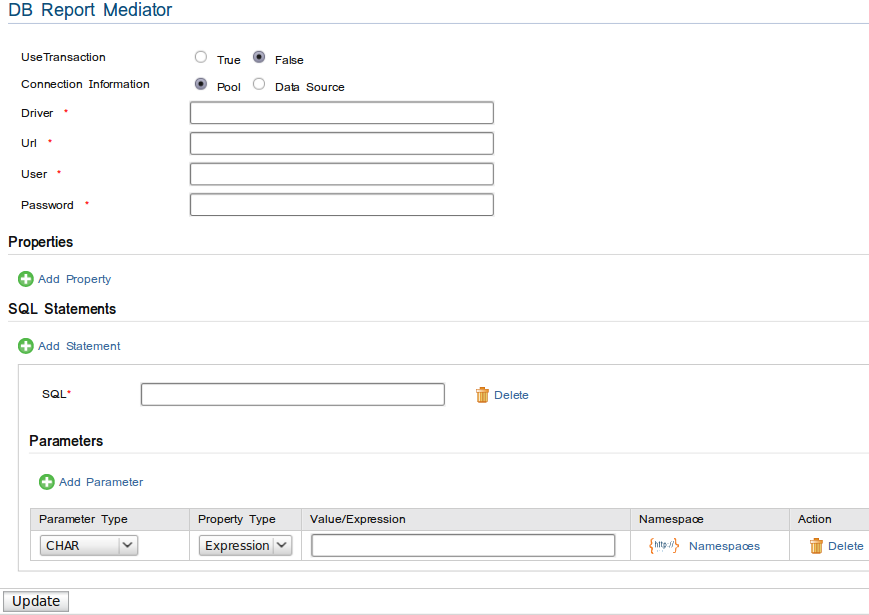 DB Report Mediator
UseTransaction True False
Connection Information Pool Data Source
Driver *
Url *
User *
Password *
Properties
Add Property
SQL Statements
Add Statement
SQL* Delete
Parameters
Add Parameter
Parameter Type Property Type Value/Expression Namespace Action
CHAR Expression {http://} Namespaces Delete
Update